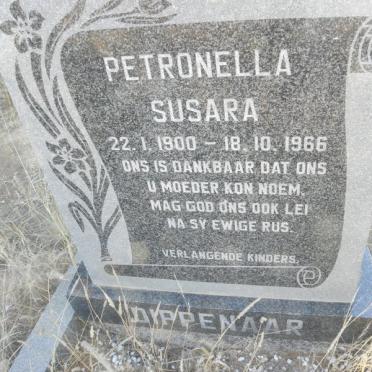 PETRONELLA
SUSARA
22.1.1900 – 18.10.1966
ONS IS DANKBAAR DAT ONS
U MOEDER KON NOEM,
MAG GOD ONS OOK LEI
NA SY EWIGE RUS.
VERLANGENDE KINDERS,
DIPPENAAR